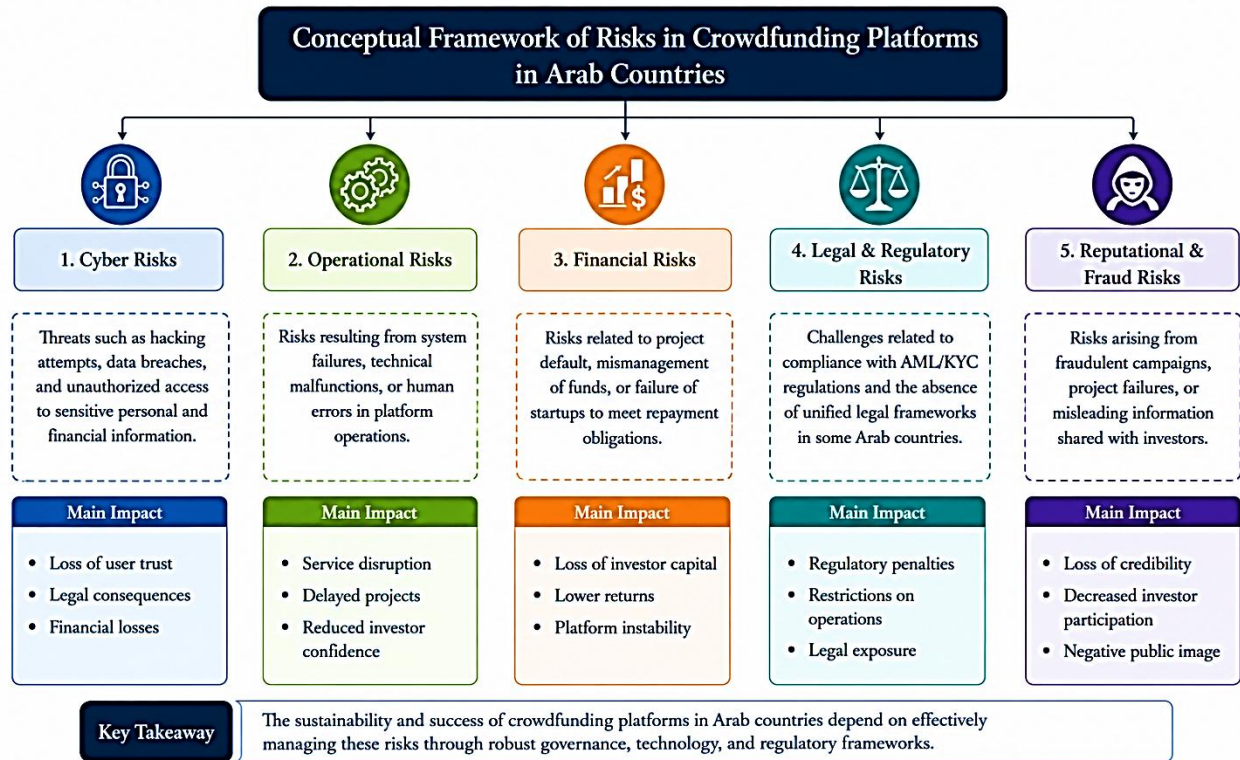 Conceptual Framework of Risks in Crowdfunding Platforms
in Arab Countries
$
1. Cyber Risks
Threats such as hacking
attempts, data breaches,
and unauthorized access
to sensitive personal and
financial information.
Main Impact
• Loss of user trust
• Legal consequences
• Financial losses
2. Operational Risks
Risks resulting from system
failures, technical
malfunctions, or human
errors in platform
operations.
Main Impact
• Service disruption
• Delayed projects
• Reduced investor
confidence
3. Financial Risks
Risks related to project
default, mismanagement
of funds, or failure of
startups to meet repayment
obligations.
Main Impact
• Loss of investor capital
• Lower returns
• Platform instability
4. Legal & Regulatory
Risks
Challenges related to
compliance with AML/KYC
regulations and the absence
of unified legal frameworks
in some Arab countries.
Main Impact
• Regulatory penalties
• Restrictions on
operations
• Legal exposure
5. Reputational &
Fraud Risks
Risks arising from
fraudulent campaigns,
project failures, or
misleading information
shared with investors.
Main Impact
• Loss of credibility
• Decreased investor
participation
• Negative public image
Key Takeaway
The sustainability and success of crowdfunding platforms in Arab countries depend on effectively
managing these risks through robust governance, technology, and regulatory frameworks.